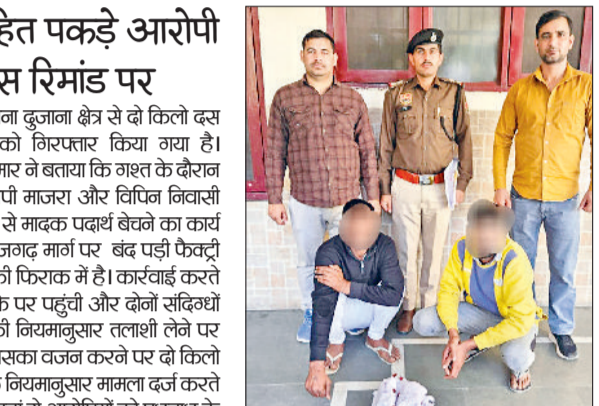 हित पकड़े आरोपी
स रिमांड पर
ना दुजाना क्षेत्र से दो किलो दस
को गिरफ्तार किया गया है।
मार ने बताया कि गश्त के दौरान
पी माजरा और विपिन निवासी
से मादक पदार्थ बेचने का कार्य
जगढ़ मार्ग पर बंद पड़ी फैक्ट्री
की फिराक में है। कार्रवाई करते
के पर पहुंची और दोनों संदिग्धों
की नियमानुसार तलाशी लेने पर
सका वजन करने पर दो किलो
नियमानुसार मामला दर्ज करते